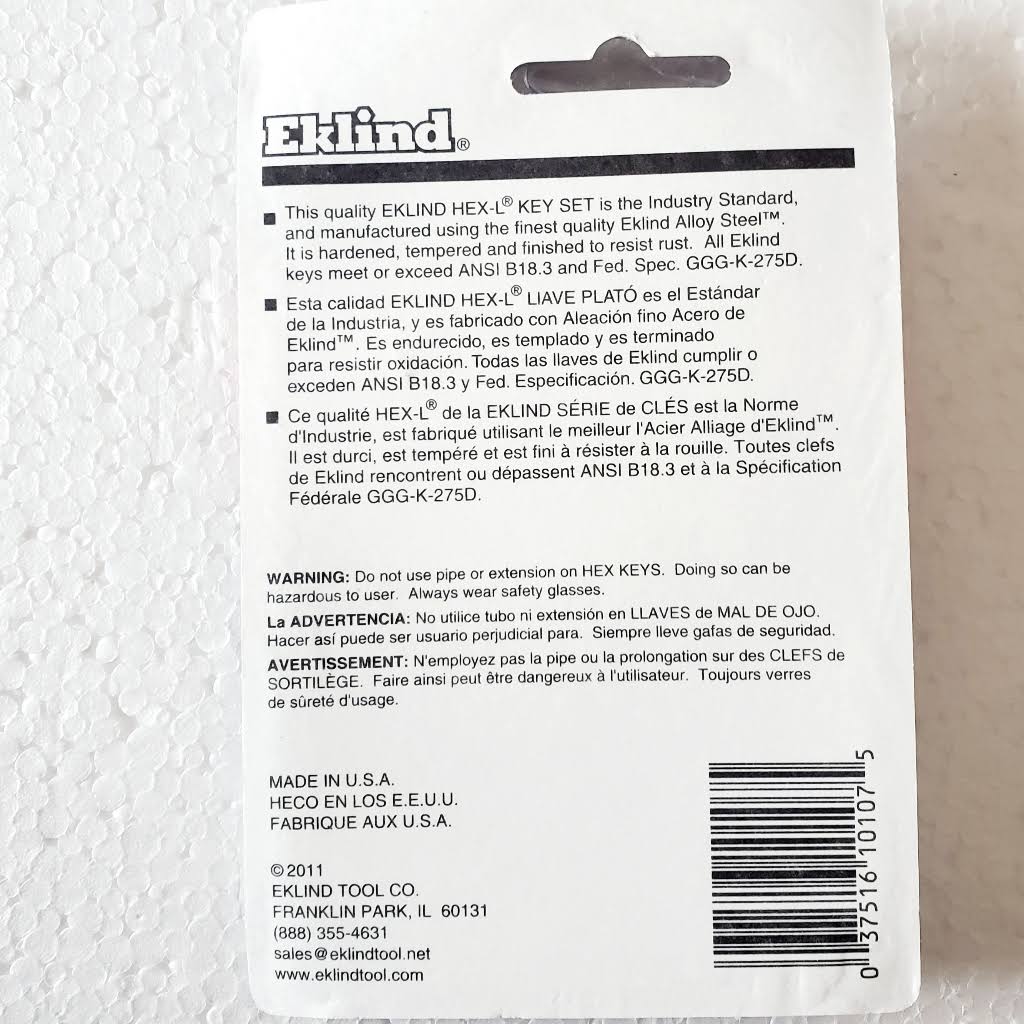 Eklind®
This quality EKLIND HEX-L® KEY SET is the Industry Standard,
and manufactured using the finest quality Eklind Alloy Steel™.
It is hardened, tempered and finished to resist rust. All Eklind
keys meet or exceed ANSI B18.3 and Fed. Spec. GGG-K-275D.
Esta calidad EKLIND HEX-L® LIAVE PLATÓ es el Estándar
de la Industria, y es fabricado con Aleación fino Acero de
Eklind™. Es endurecido, es templado y es terminado
para resistir oxidación. Todas las llaves de Eklind cumplir o
exceden ANSI B18.3 y Fed. Especificación. GGG-K-275D.
Ce qualité HEX-L® de la EKLIND SÉRIE de CLÉS est la Norme
d'Industrie, est fabriqué utilisant le meilleur l'Acier Alliage d'Eklind™.
Il est durci, est tempéré et est fini à résister à la rouille. Toutes clefs
de Eklind rencontrent ou dépassent ANSI B18.3 et à la Spécification
Fédérale GGG-K-275D.
WARNING: Do not use pipe or extension on HEX KEYS. Doing so can be
hazardous to user. Always wear safety glasses.
La ADVERTENCIA: No utilice tubo ni extensión en LLAVES de MAL DE OJO.
Hacer así puede ser usuario perjudicial para. Siempre lleve gafas de seguridad.
AVERTISSEMENT: N'employez pas la pipe ou la prolongation sur des CLEFS de
SORTILÈGE. Faire ainsi peut être dangereux à l'utilisateur. Toujours verres
de sûreté d'usage.
MADE IN U.S.A.
HECO EN LOS E.E.U.U.
FABRIQUE AUX U.S.A.
© 2011
EKLIND TOOL CO.
FRANKLIN PARK, IL 60131
(888) 355-4631
sales@eklindtool.net
www.eklindtool.com
0 37516 10107 5